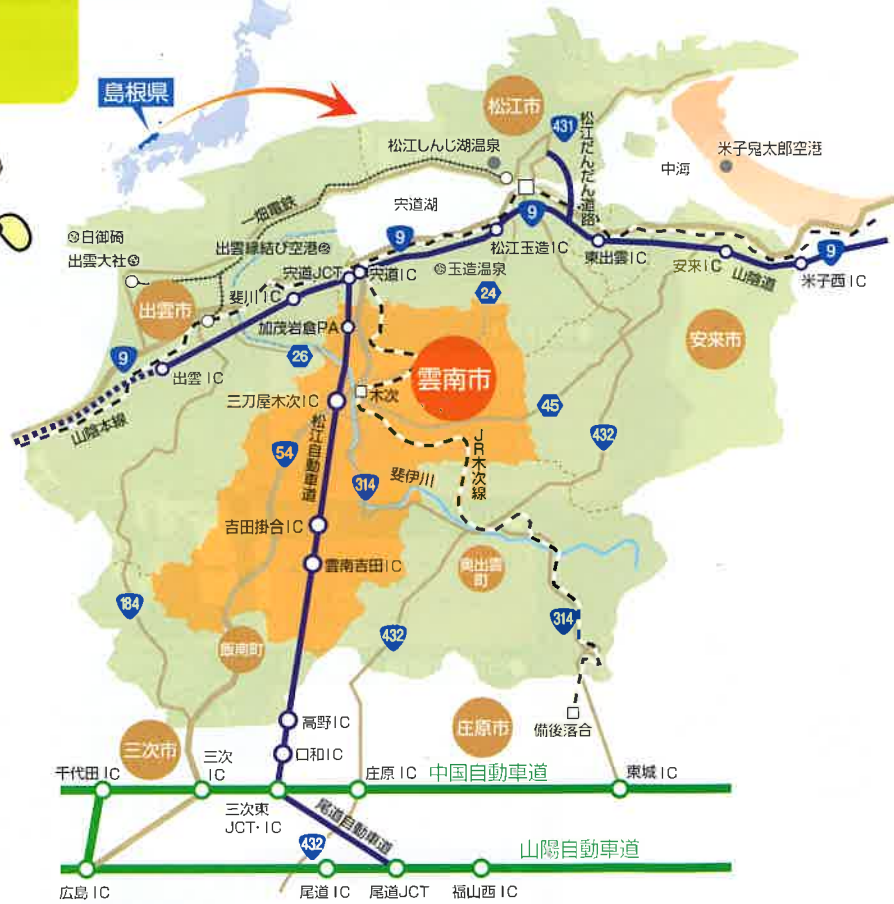 島根県
松江市
431
松江だんだん道路
米子鬼太郎空港
中海
松江しんじ湖温泉
一畑電鉄
宍道湖
9
9
日御碕
出雲大社
出雲縁結び空港
宍道JCT
宍道IC
玉造温泉
松江玉造IC
東出雲IC
安来IC
山陰道
9
米子西IC
出雲市
斐川IC
24
加茂岩倉PA
26
雲南市
安来市
9
出雲IC
山陰本線
三刀屋木次IC
木次
45
松江自動車道
54
314
斐伊川
JR木次線
432
吉田掛合IC
雲南吉田IC
奥出雲
町
184
飯南町
432
314
高野IC
口和IC
庄原市
備後落合
三次市
千代田IC
三次
IC
三次東
JCT・IC
庄原IC
中国自動車道
東城IC
尾道自動車道
432
山陽自動車道
広島IC
尾道IC
尾道JCT
福山西IC